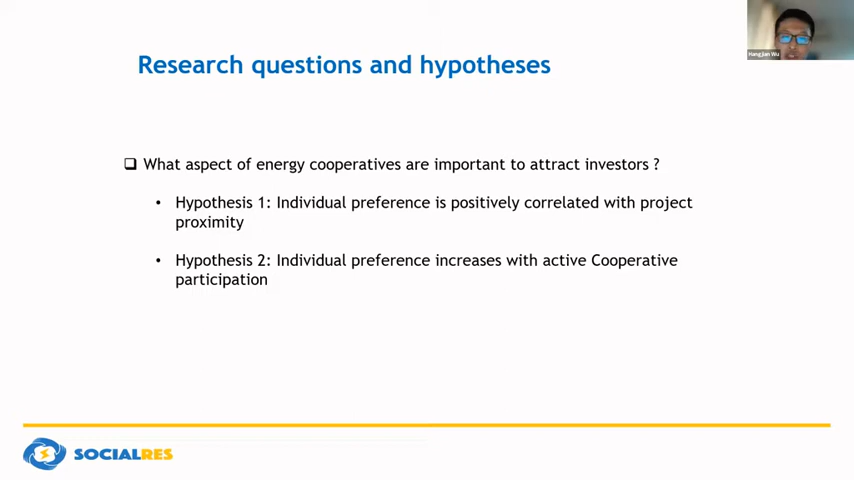 Hangjian Wu
Research questions and hypotheses
❑ What aspect of energy cooperatives are important to attract investors ?
• Hypothesis 1: Individual preference is positively correlated with project
proximity
• Hypothesis 2: Individual preference increases with active Cooperative
participation
SOCIALRES